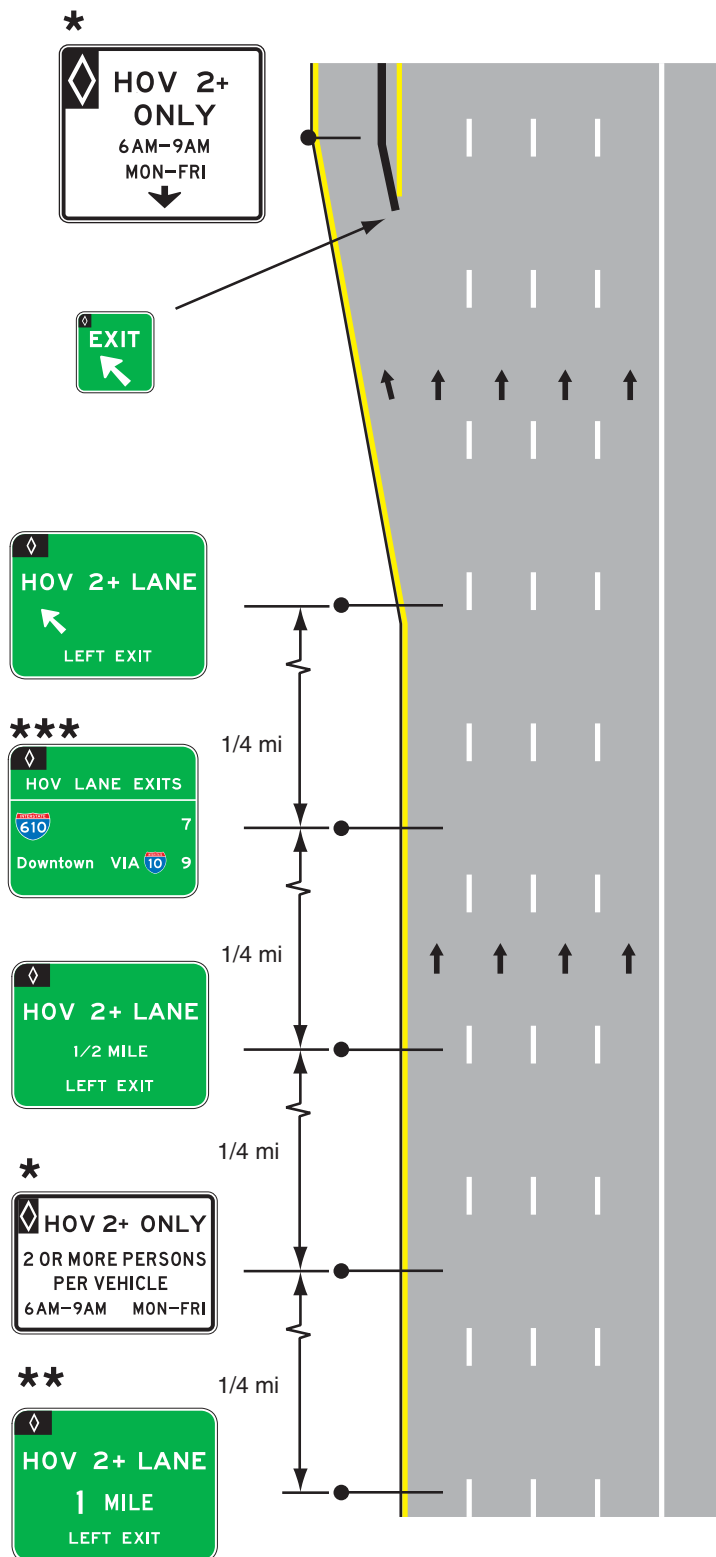 *
HOV 2+
ONLY
6AM–9AM
MON–FRI
EXIT
HOV 2+ LANE
LEFT EXIT
1/4 mi
***
HOV LANE EXITS
INTERSTATE
610 7
Downtown VIA 10 9
1/4 mi
HOV 2+ LANE
1/2 MILE
LEFT EXIT
1/4 mi
*
HOV 2+ ONLY
2 OR MORE PERSONS
PER VEHICLE
6AM–9AM MON–FRI
1/4 mi
**
HOV 2+ LANE
1 MILE
LEFT EXIT